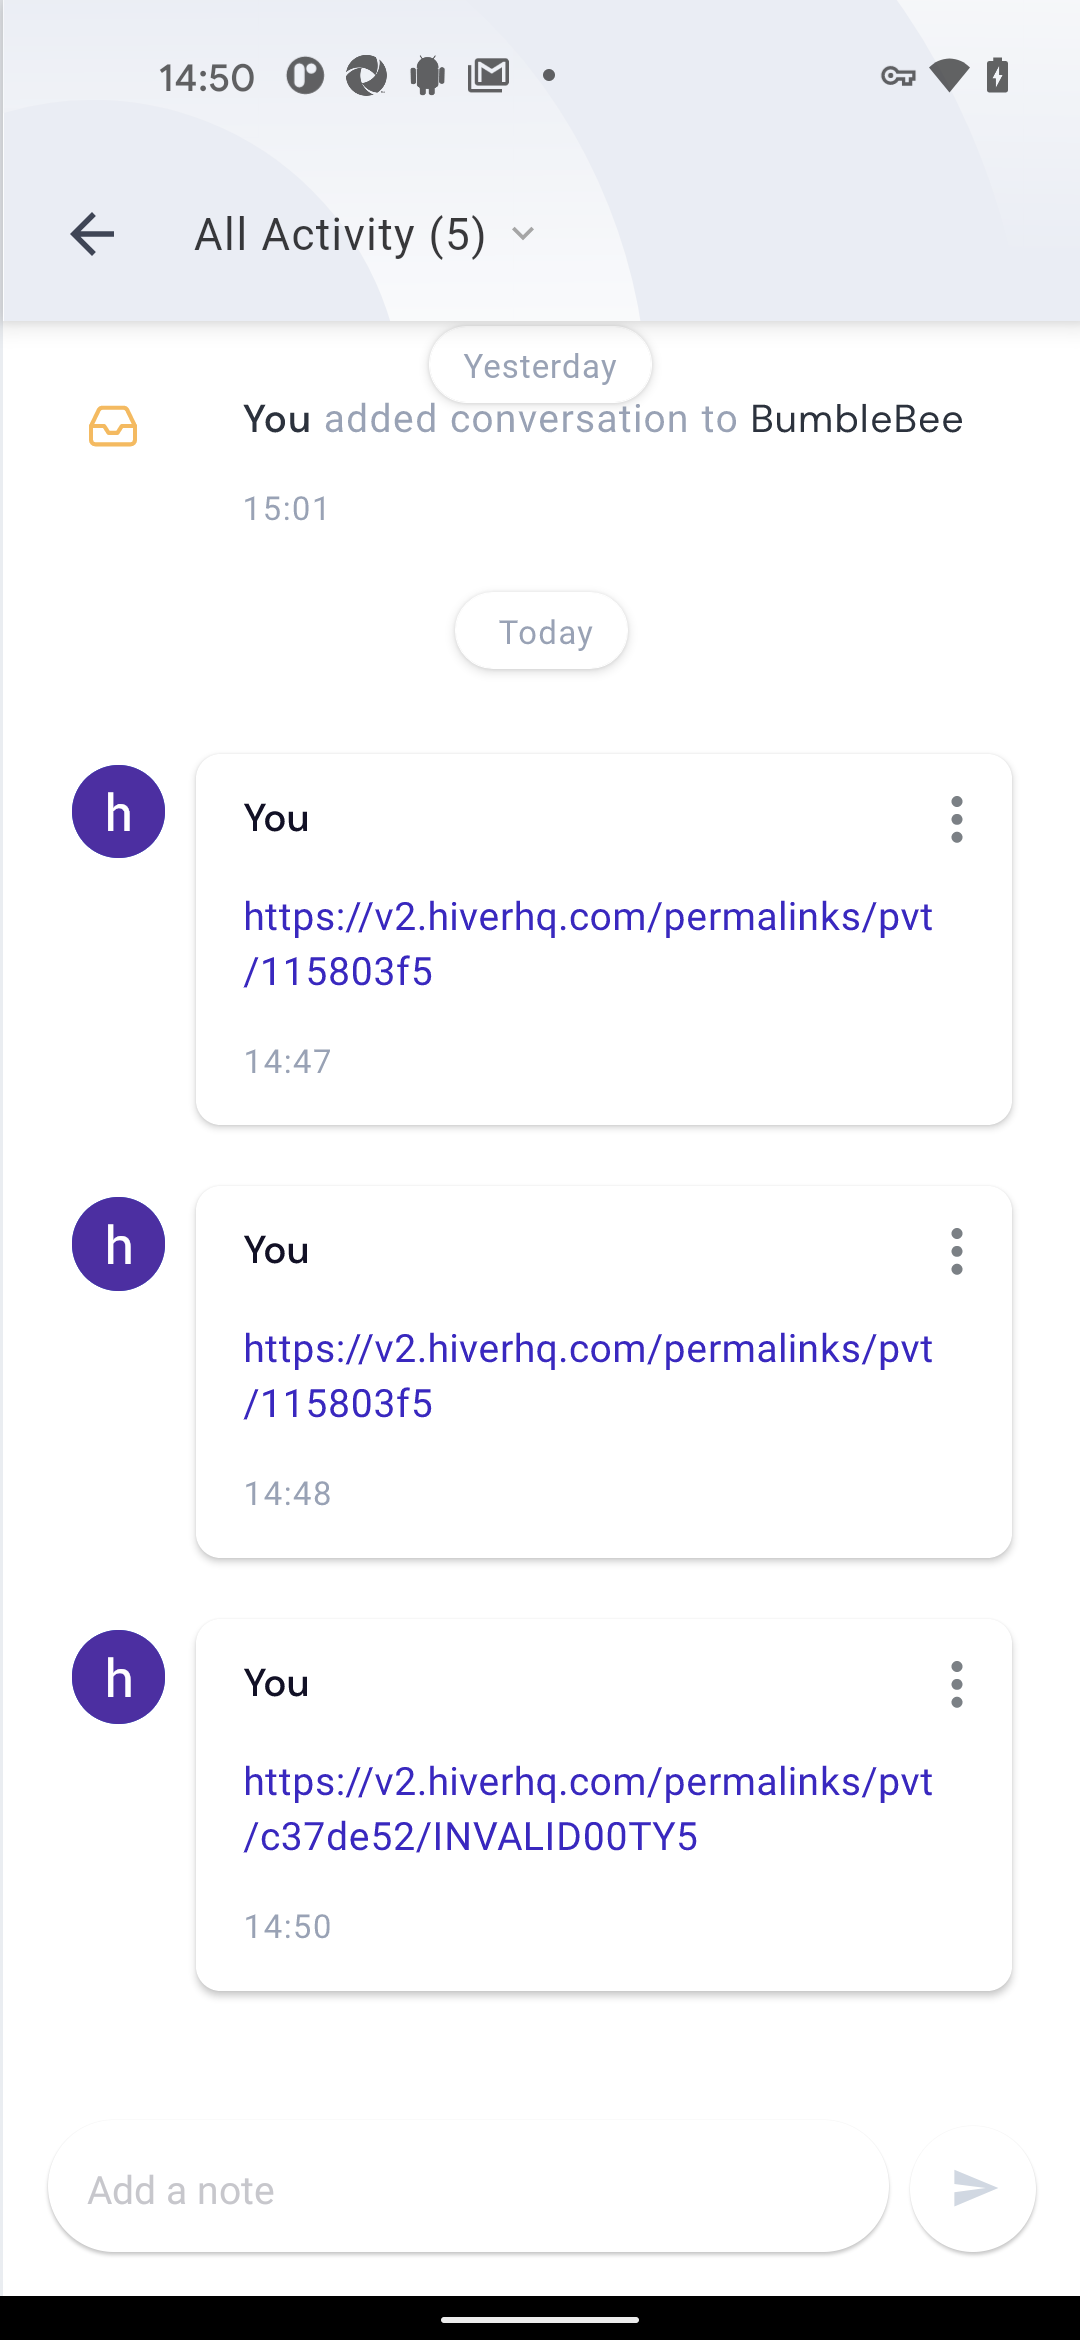 14:50
All Activity (5)
Yesterday
You added conversation to BumbleBee
15:01
Today
h
You
https://v2.hiverhq.com/permalinks/pvt
/115803f5
14:47
h
You
https://v2.hiverhq.com/permalinks/pvt
/115803f5
14:48
h
You
https://v2.hiverhq.com/permalinks/pvt
/c37de52/INVALID00TY5
14:50
Add a note